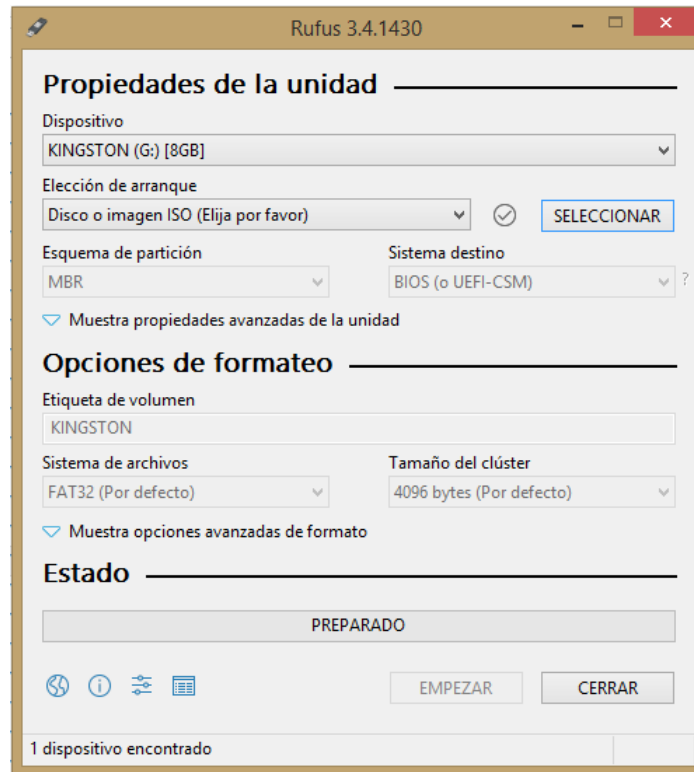 Rufus 3.4.1430
Propiedades de la unidad
Dispositivo
KINGSTON (G:) [8GB]
Elección de arranque
Disco o imagen ISO (Elija por favor)
SELECCIONAR
Esquema de partición
Sistema destino
MBR
BIOS (o UEFI-CSM)
?
Muestra propiedades avanzadas de la unidad
Opciones de formateo
Etiqueta de volumen
KINGSTON
Sistema de archivos
Tamaño del clúster
FAT32 (Por defecto)
4096 bytes (Por defecto)
Muestra opciones avanzadas de formato
Estado
PREPARADO
EMPEZAR
CERRAR
1 dispositivo encontrado